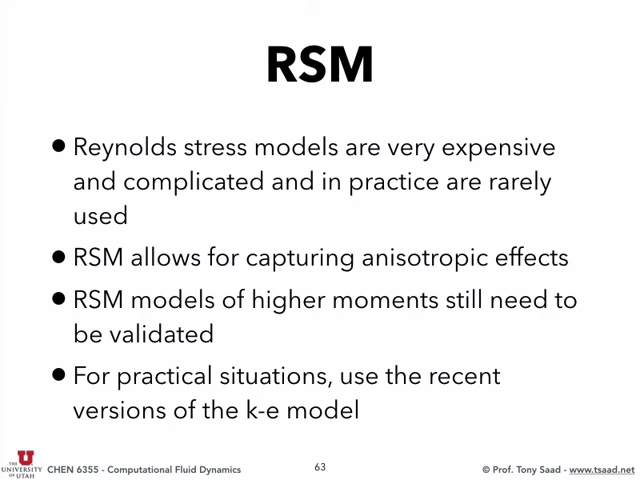 RSM
• Reynolds stress models are very expensive
and complicated and in practice are rarely
used
• RSM allows for capturing anisotropic effects
• RSM models of higher moments still need to
be validated
• For practical situations, use the recent
versions of the k-e model
THE
UNIVERSITY
OF UTAH
CHEN 6355 - Computational Fluid Dynamics
63
© Prof. Tony Saad - www.tsaad.net